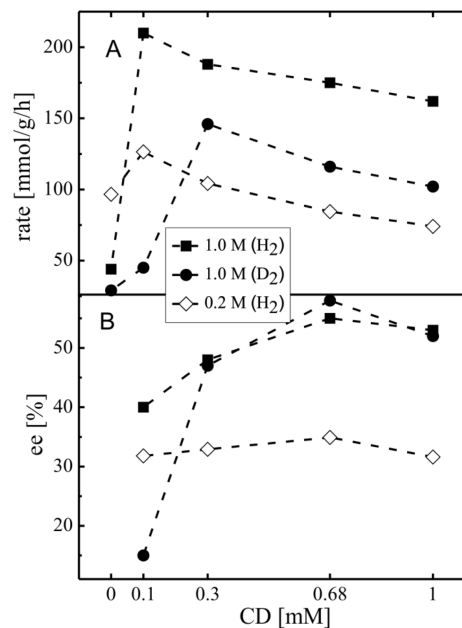 A
200
150
100
50
rate [mmol/g/h]
1.0 M (H2)
1.0 M (D2)
0.2 M (H2)
B
50
40
30
20
ee [%]
0 0.1 0.3 0.68 1
CD [mM]